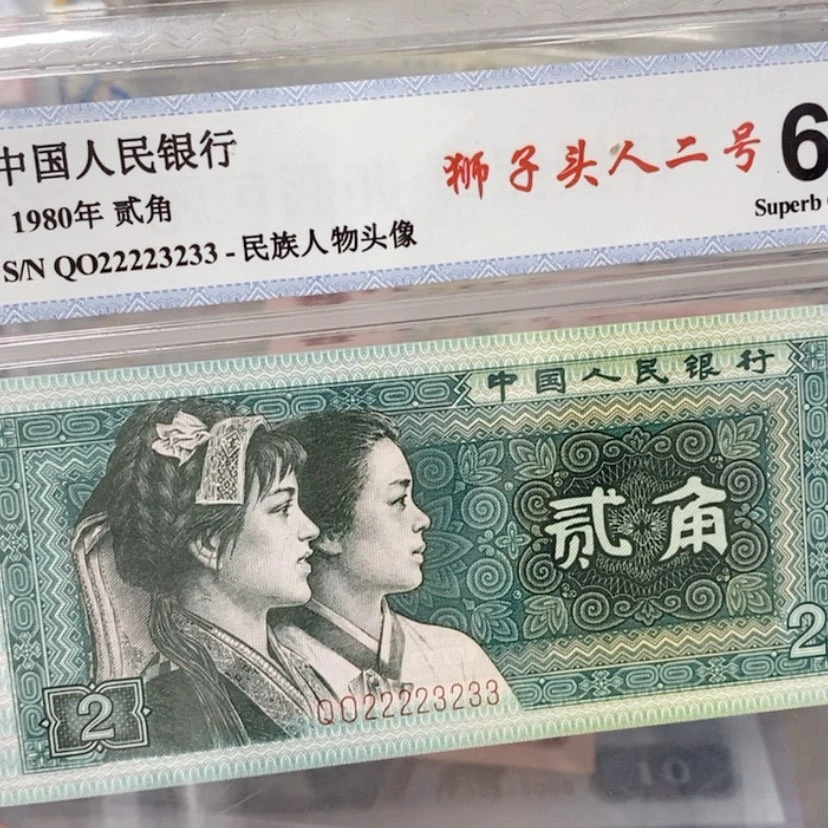 中国人民银行
1980年 贰角
S/N QO22223233 - 民族人物头像
狮子头人二号
6
Superb
中国人民银行
贰角
2
QO22223233
2
10